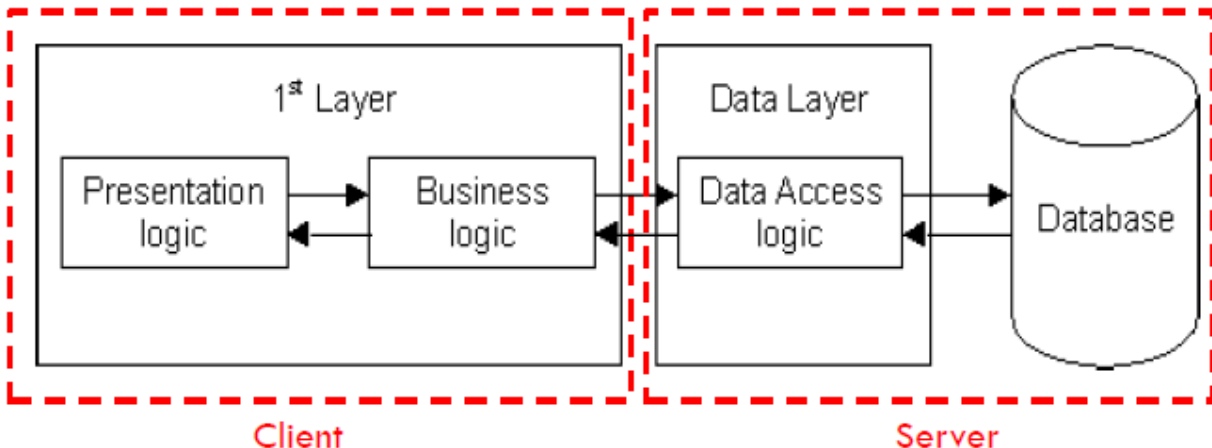 1st Layer
Data Layer
Presentation
logic
Business
logic
Data Access
logic
Database
Client
Server